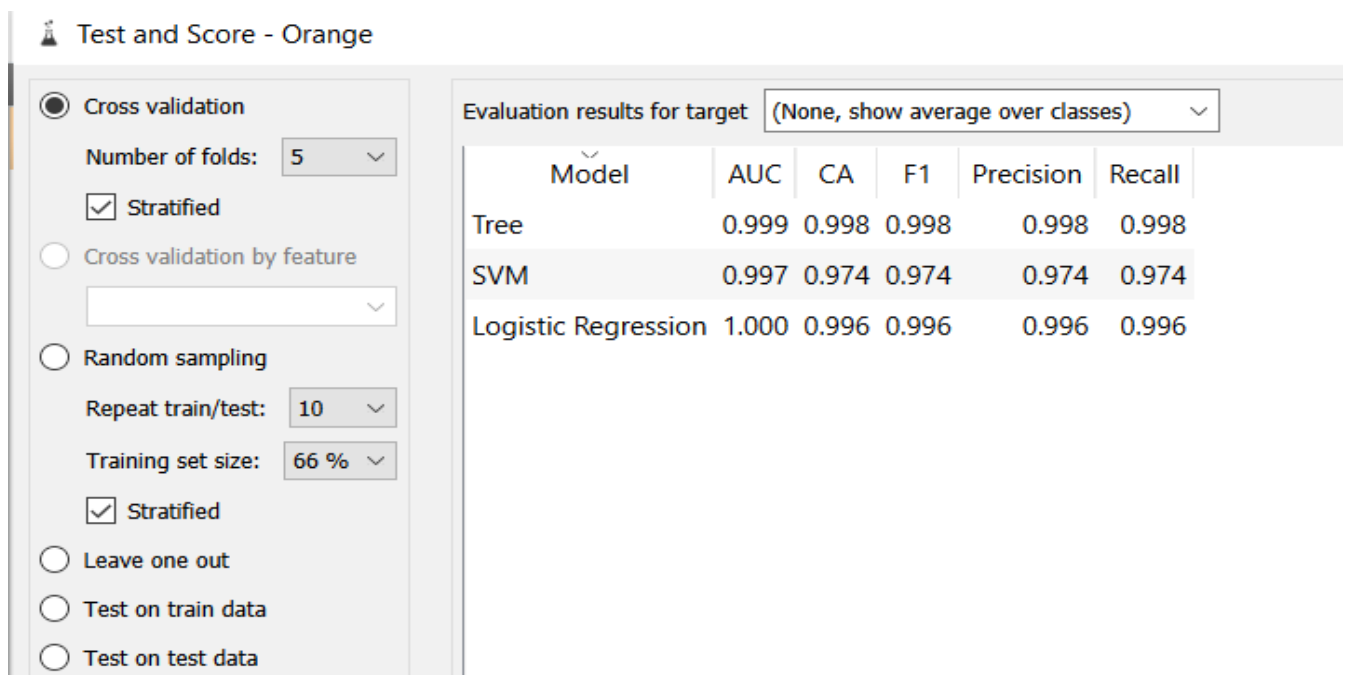 Test and Score - Orange
Cross validation
Number of folds: 5
Stratified
Cross validation by feature
Random sampling
Repeat train/test: 10
Training set size: 66 %
Stratified
Leave one out
Test on train data
Test on test data
Evaluation results for target (None, show average over classes)
Model AUC CA F1 Precision Recall
Tree 0.999 0.998 0.998 0.998 0.998
SVM 0.997 0.974 0.974 0.974 0.974
Logistic Regression 1.000 0.996 0.996 0.996 0.996